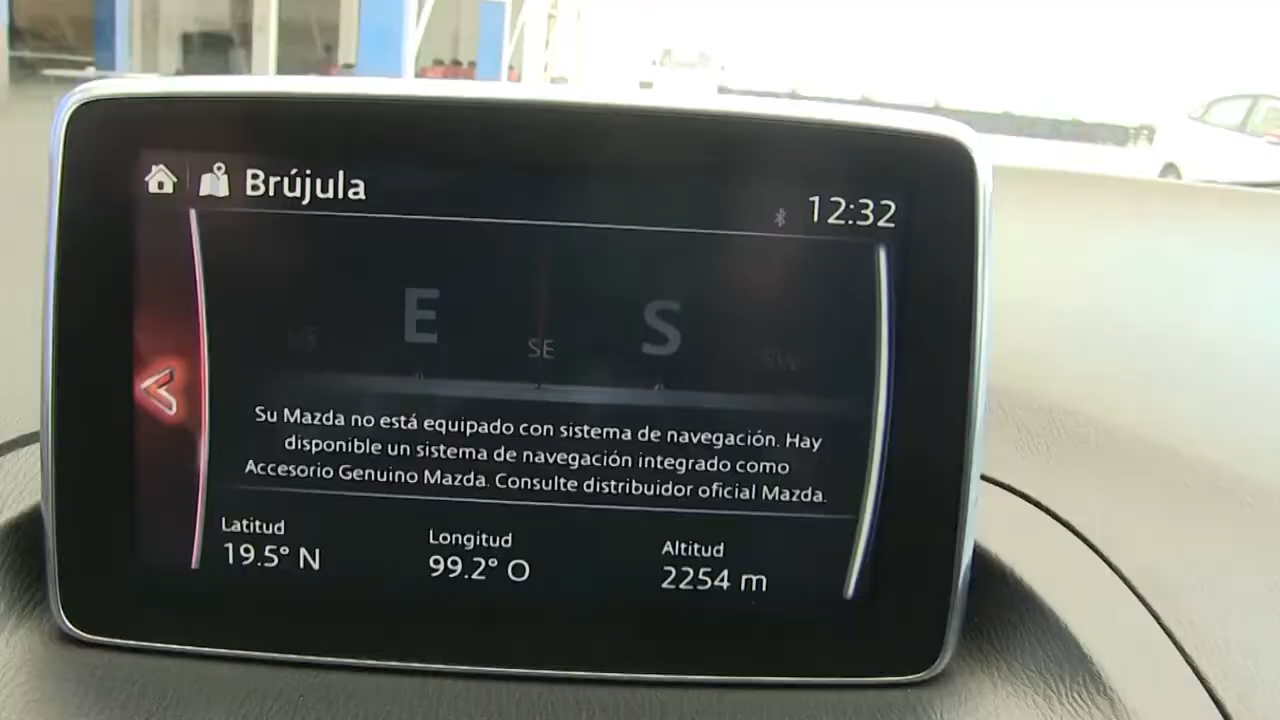 Brújula
12:32
E
S
SE
SW
Su Mazda no está equipado con sistema de navegación. Hay
disponible un sistema de navegación integrado como
Accesorio Genuino Mazda. Consulte distribuidor oficial Mazda.
Latitud
Longitud
Altitud
19.5° N
99.2° O
2254 m